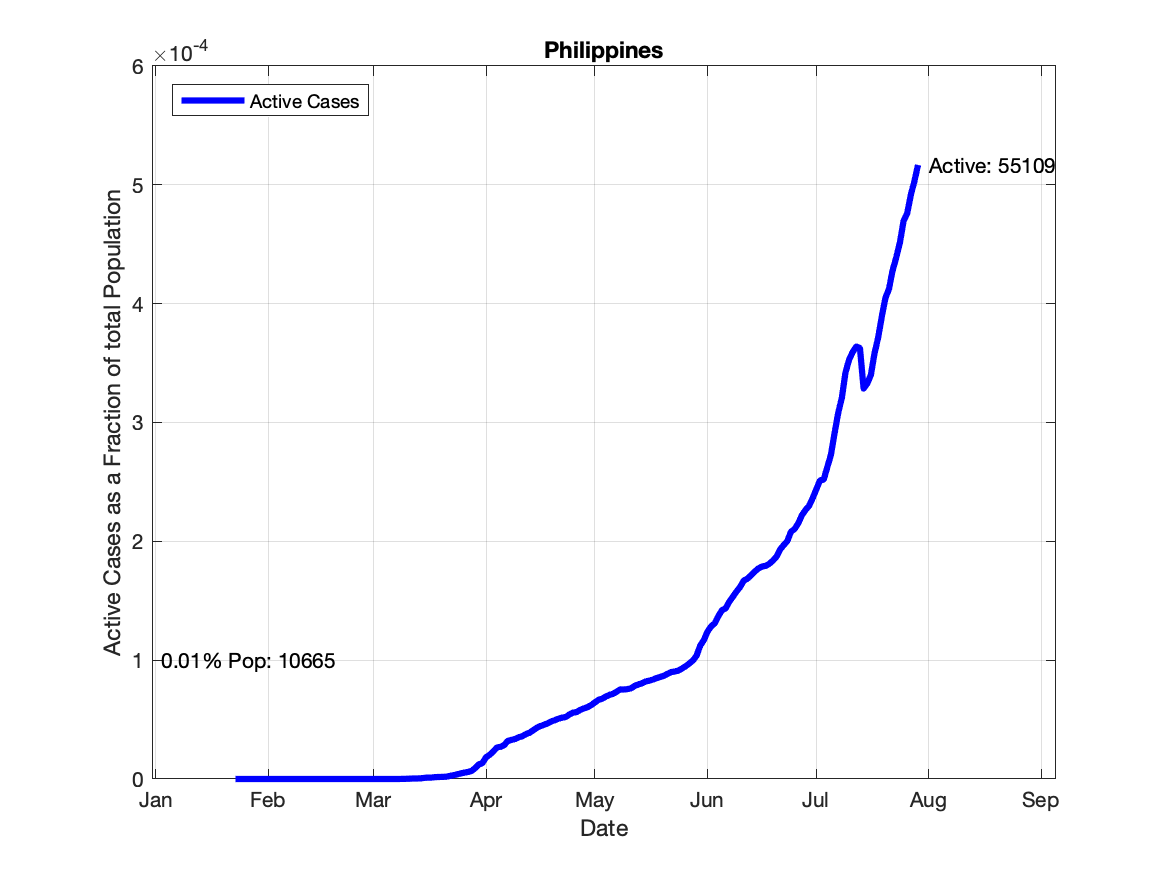 Philippines
×10-4
6
Active Cases
Active: 55109
5
4
3
2
1
0.01% Pop: 10665
0
Active Cases as a Fraction of total Population
Jan Feb Mar Apr May Jun Jul Aug Sep
Date